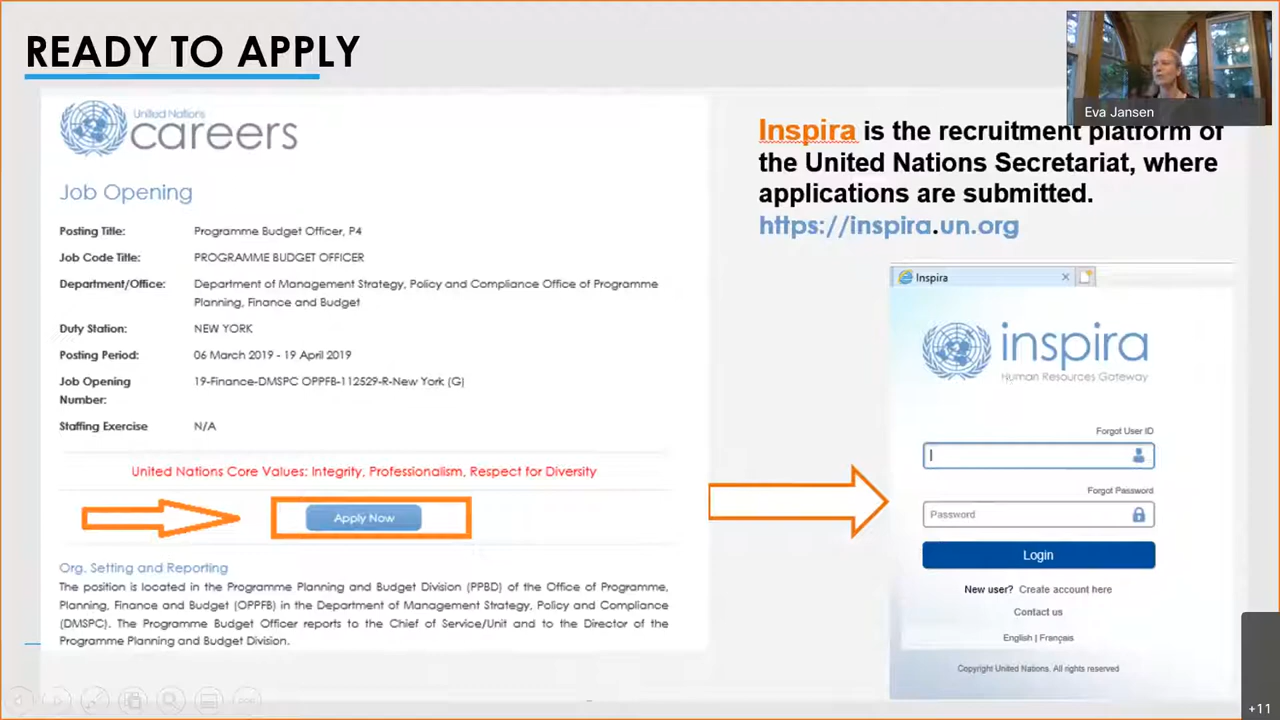 READY TO APPLY
Eva Jansen
United Nations
careers
Job Opening
Posting Title: Programme Budget Officer, P4
Job Code Title: PROGRAMME BUDGET OFFICER
Department/Office: Department of Management Strategy, Policy and Compliance Office of Programme
Planning, Finance and Budget
Duty Station: NEW YORK
Posting Period: 06 March 2019 - 19 April 2019
Job Opening 19-Finance-DMSPC OPPFB-112529-R-New York (G)
Number:
Staffing Exercise N/A
United Nations Core Values: Integrity, Professionalism, Respect for Diversity
Apply Now
Org. Setting and Reporting
The position is located in the Programme Planning and Budget Division (PPBD) of the Office of Programme,
Planning, Finance and Budget (OPPFB) in the Department of Management Strategy, Policy and Compliance
(DMSPC). The Programme Budget Officer reports to the Chief of Service/Unit and to the Director of the
Programme Planning and Budget Division.
Inspira is the recruitment platform of
the United Nations Secretariat, where
applications are submitted.
https://inspira.un.org
Inspira
inspira
Human Resources Gateway
Forgot User ID
Forgot Password
Password
Login
New user? Create account here
Contact us
English | Français
Copyright United Nations. All rights reserved
+11